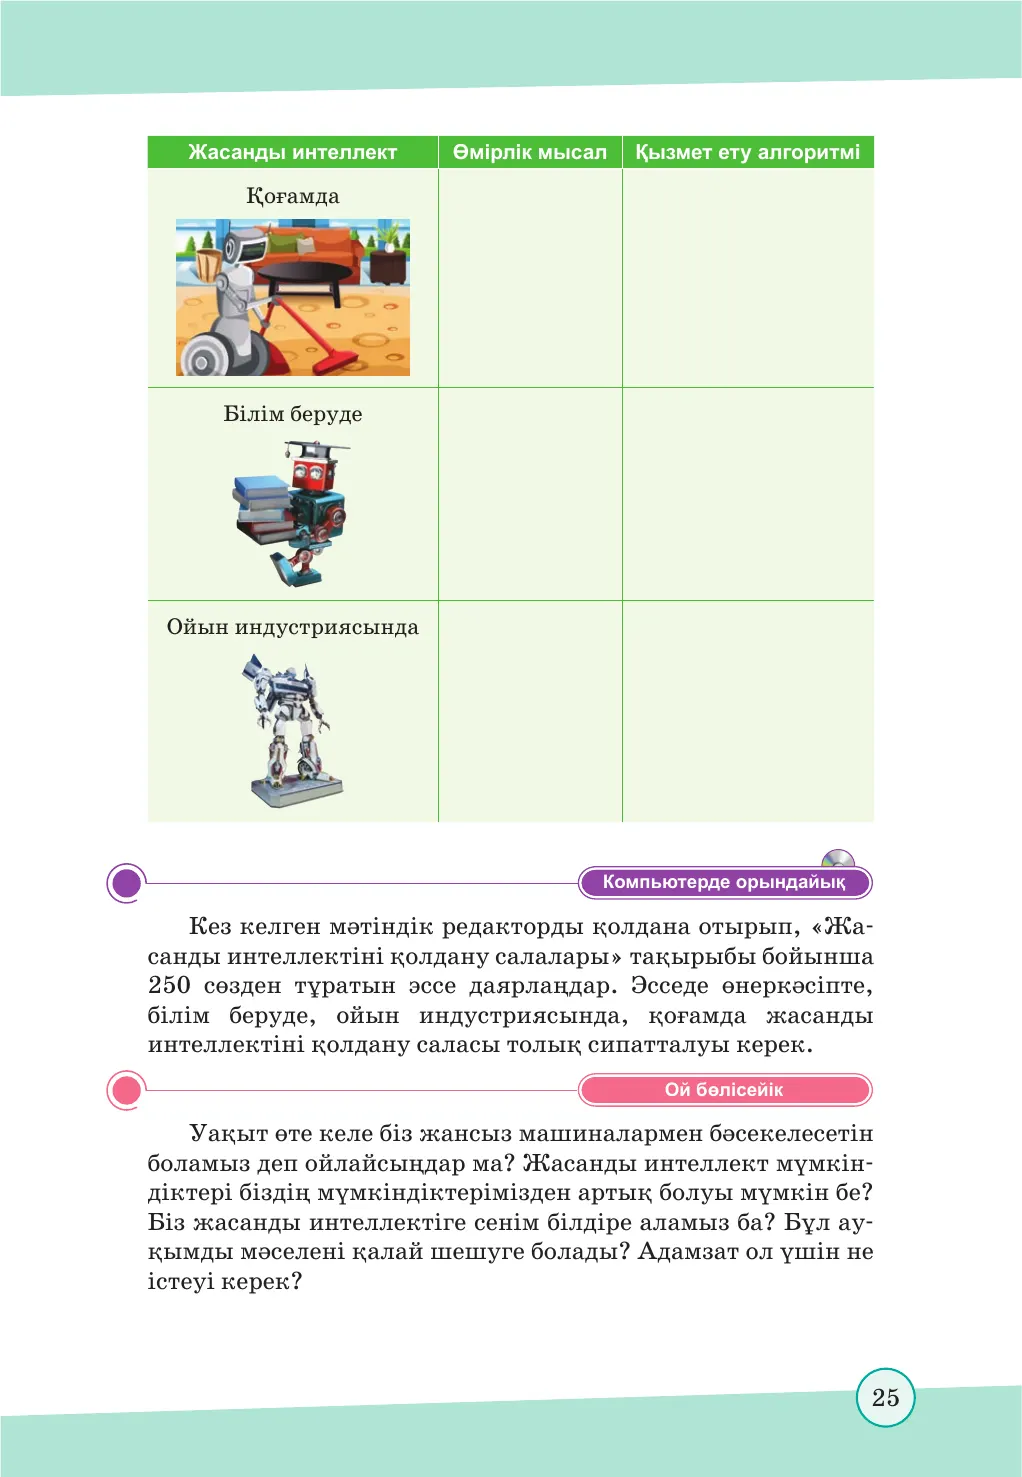 Жасанды интеллект Өмірлік мысал Қызмет ету алгоритмі
Қоғамда
Білім беруде
Ойын индустриясында
Компьютерде орындайық
Кез келген мәтіндік редакторды қолдана отырып, «Жа-
санды интеллектіні қолдану салалары» тақырыбы бойынша
250 сөзден тұратын эссе даярлаңдар. Эсседе өнеркәсіпте,
білім беруде, ойын индустриясында, қоғамда жасанды
интеллектіні қолдану саласы толық сипатталуы керек.
Ой бөлісейік
Уақыт өте келе біз жансыз машиналармен бәсекелесетін
боламыз деп ойлайсыңдар ма? Жасанды интеллект мүмкін-
діктері біздің мүмкіндіктерімізден артық болуы мүмкін бе?
Біз жасанды интеллектіге сенім білдіре аламыз ба? Бұл ау-
қымды мәселені қалай шешуге болады? Адамзат ол үшін не
істеуі керек?
25